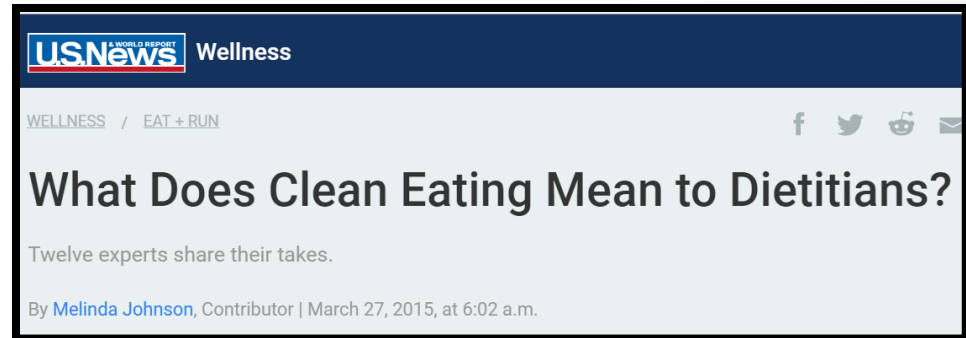 U.S.News & WORLD REPORT Wellness
WELLNESS / EAT + RUN
What Does Clean Eating Mean to Dietitians?
Twelve experts share their takes.
By Melinda Johnson, Contributor | March 27, 2015, at 6:02 a.m.